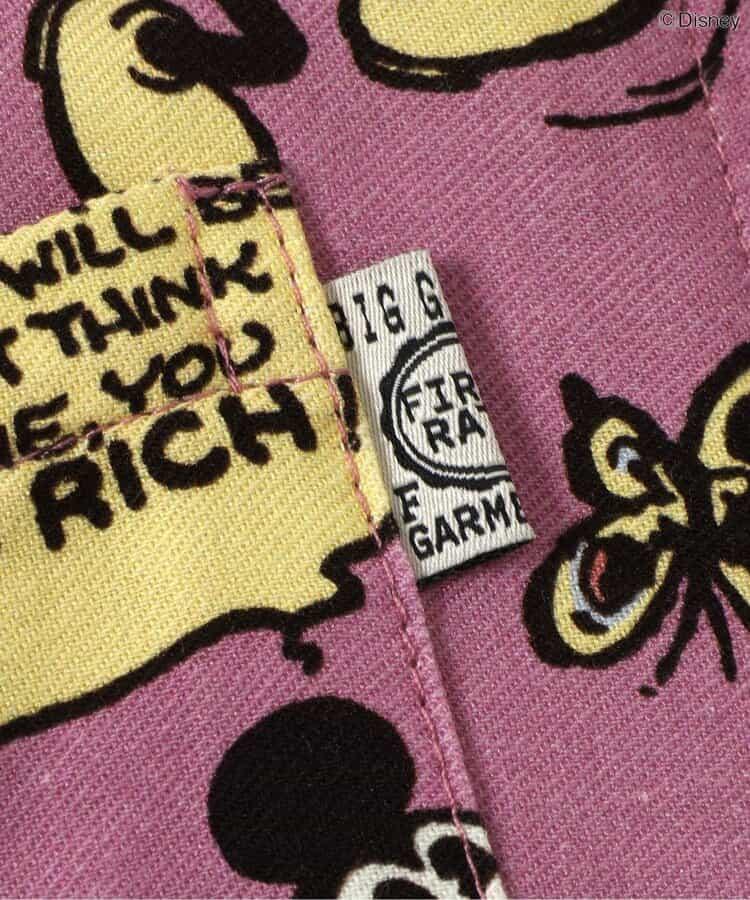 © Disney
WILL
THINK
YOU
RICH!
BIG G
FIR
RA
F
GARME